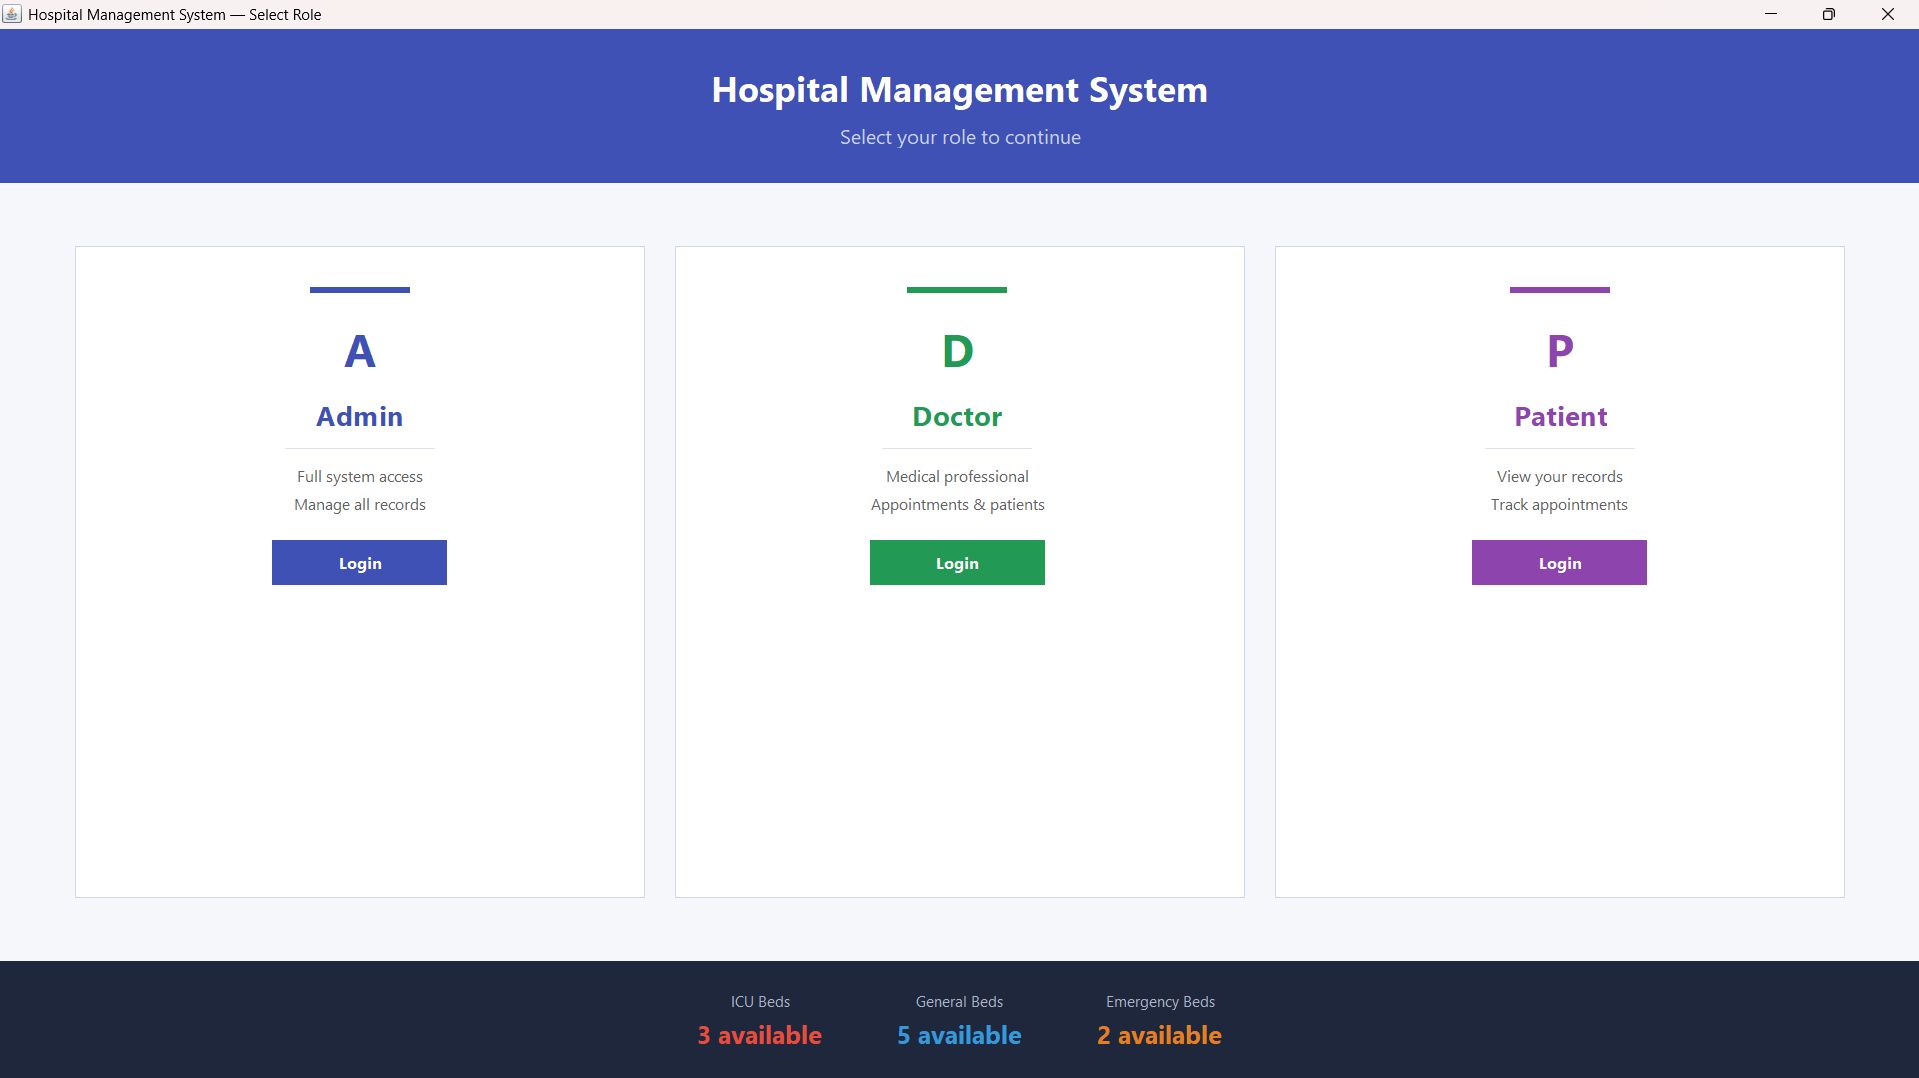 Hospital Management System — Select Role
Hospital Management System
Select your role to continue
A
Admin
Full system access
Manage all records
Login
D
Doctor
Medical professional
Appointments & patients
Login
P
Patient
View your records
Track appointments
Login
ICU Beds
3 available
General Beds
5 available
Emergency Beds
2 available